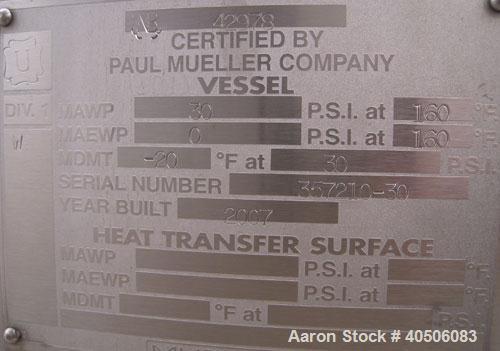 42978
CERTIFIED BY
PAUL MUELLER COMPANY
U
VESSEL
DIV. 1
MAWP 30 P.S.I. at 160 °F
MAEWP 0 P.S.I. at 160 °F
W
MDMT -20 °F at 30 P.S.I.
SERIAL NUMBER 357210-30
YEAR BUILT 2007
HEAT TRANSFER SURFACE
MAWP P.S.I. at °F
MAEWP P.S.I. at °F
MDMT °F at P.S.I.
Aaron Stock # 40506083